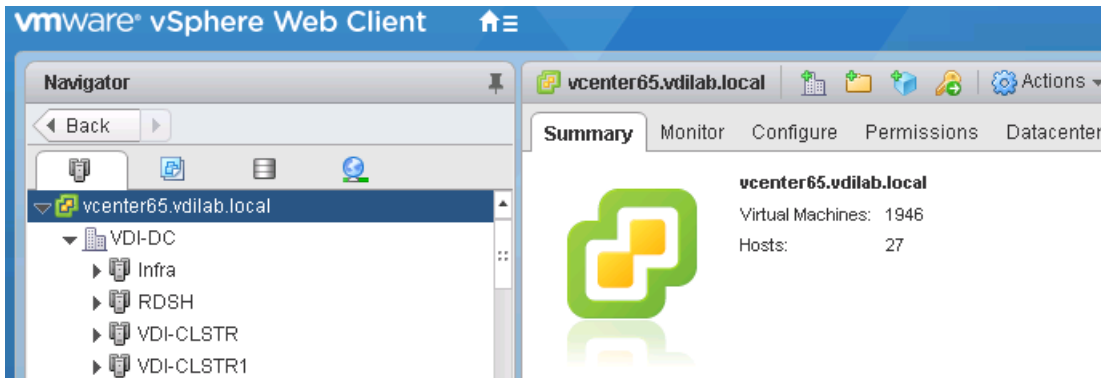 vmware® vSphere Web Client
Navigator
Back
vcenter65.vdilab.local
VDI-DC
Infra
RDSH
VDI-CLSTR
VDI-CLSTR1
vcenter65.vdilab.local Actions
Summary Monitor Configure Permissions Datacenter
vcenter65.vdilab.local
Virtual Machines: 1946
Hosts: 27